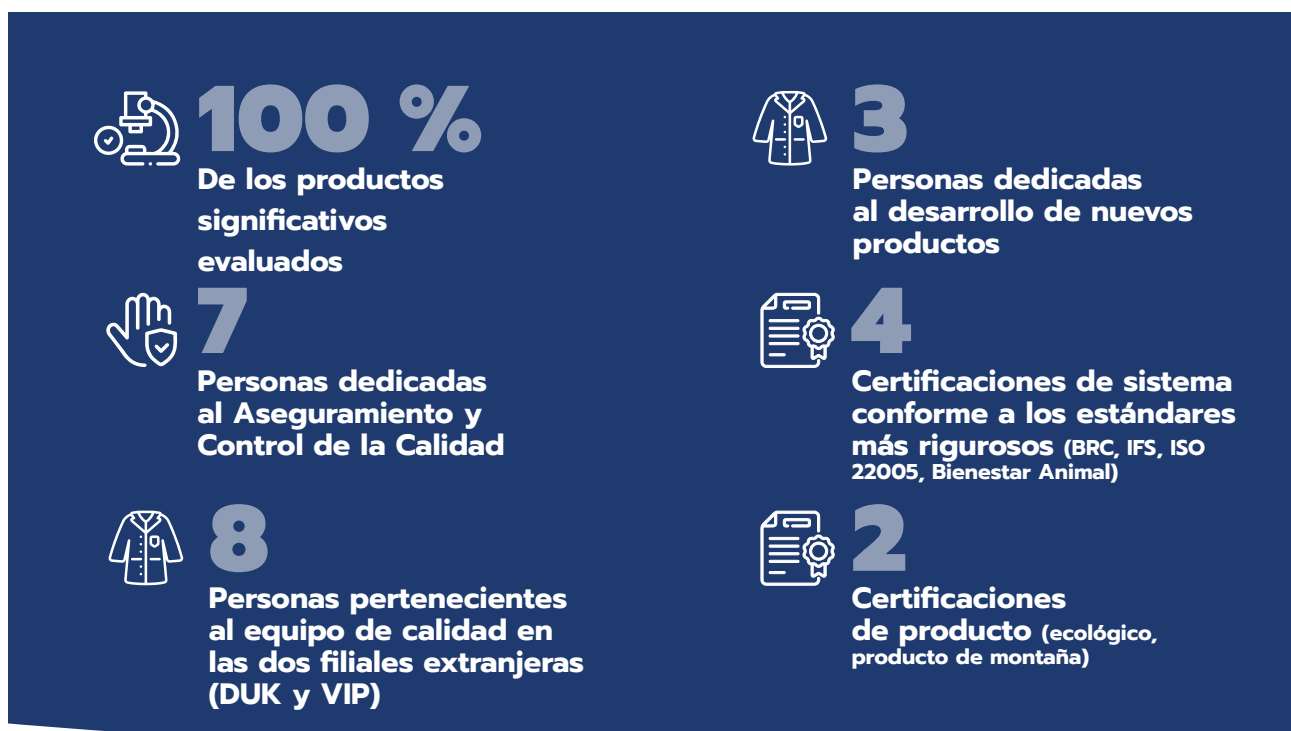 100 %
De los productos
significativos
evaluados
7
Personas dedicadas
al Aseguramiento y
Control de la Calidad
8
Personas pertenecientes
al equipo de calidad en
las dos filiales extranjeras
(DUK y VIP)
3
Personas dedicadas
al desarrollo de nuevos
productos
4
Certificaciones de sistema
conforme a los estándares
más rigurosos (BRC, IFS, ISO
22005, Bienestar Animal)
2
Certificaciones
de producto (ecológico,
producto de montaña)